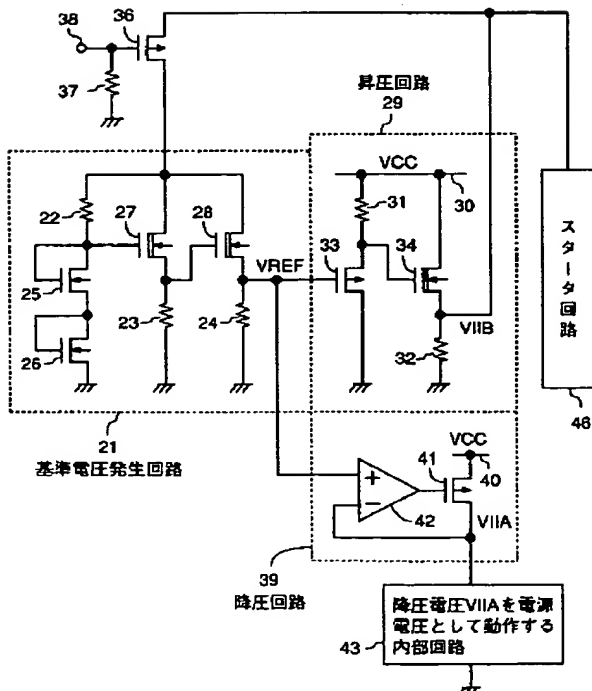 38
36
37
昇圧回路
29
VCC
30
31
22
27
28
33
34
VREF
25
23
24
VIIB
32
26
スタータ回路
46
21
基準電圧発生回路
VCC
41
40
+
−
42
VIIA
39
降圧回路
降圧電圧VIIAを電源
電圧として動作する
内部回路
43